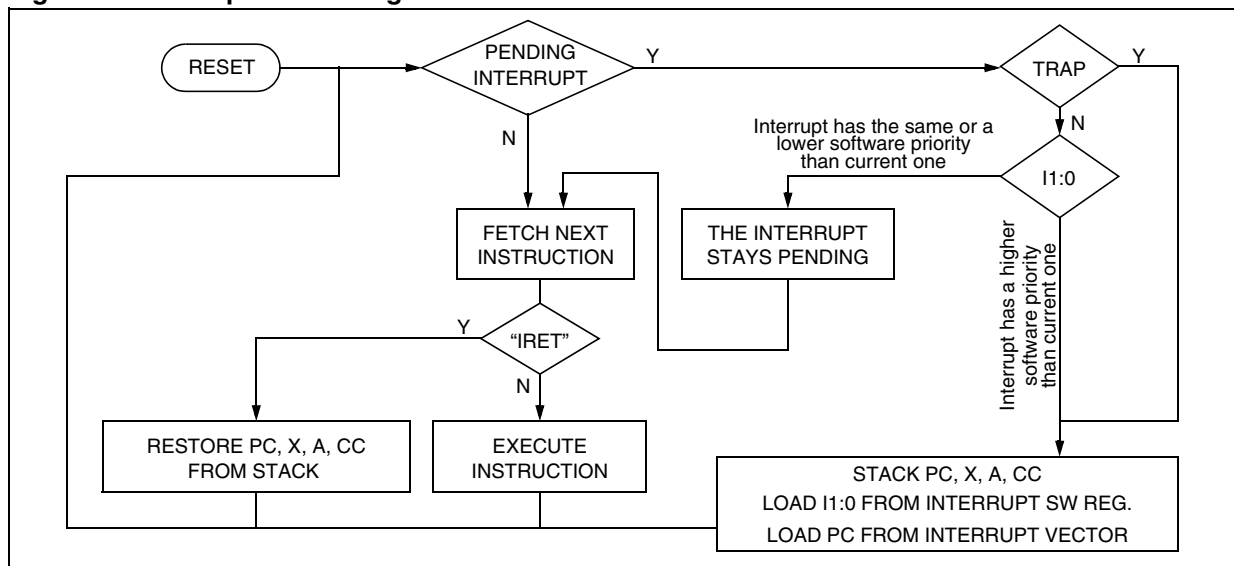 RESET
PENDING
INTERRUPT
Y
TRAP
Y
N
N
Interrupt has the same or a
lower software priority
than current one
I1:0
FETCH NEXT
INSTRUCTION
THE INTERRUPT
STAYS PENDING
Interrupt has a higher
software priority
than current one
Y
“IRET”
N
RESTORE PC, X, A, CC
FROM STACK
EXECUTE
INSTRUCTION
STACK PC, X, A, CC
LOAD I1:0 FROM INTERRUPT SW REG.
LOAD PC FROM INTERRUPT VECTOR